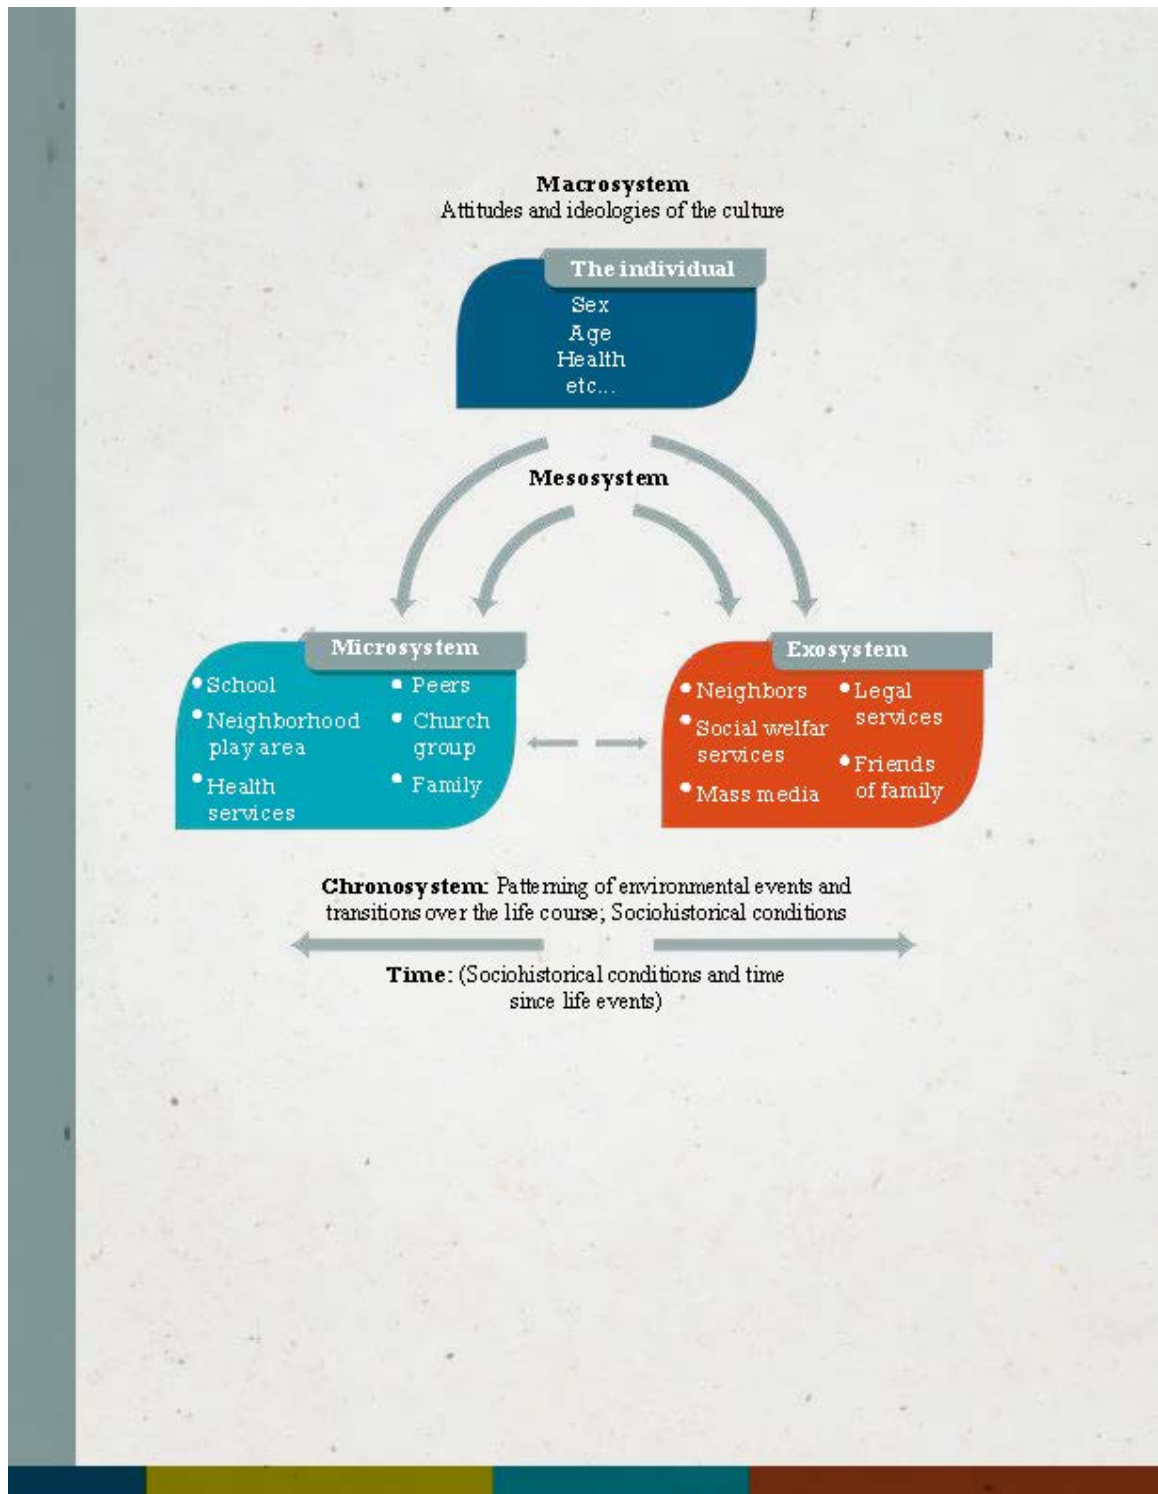 Macrosystem
Attitudes and ideologies of the culture
The individual
Sex
Age
Health
etc...
Mesosystem
Microsystem
School
Neighborhood
play area
Health
services
Peers
Church
group
Family
Exosystem
Neighbors
Social welfar
services
Mass media
Legal
services
Friends
of family
Chronosystem: Patterning of environmental events and
transitions over the life course; Sociohistorical conditions
Time: (Sociohistorical conditions and time
since life events)